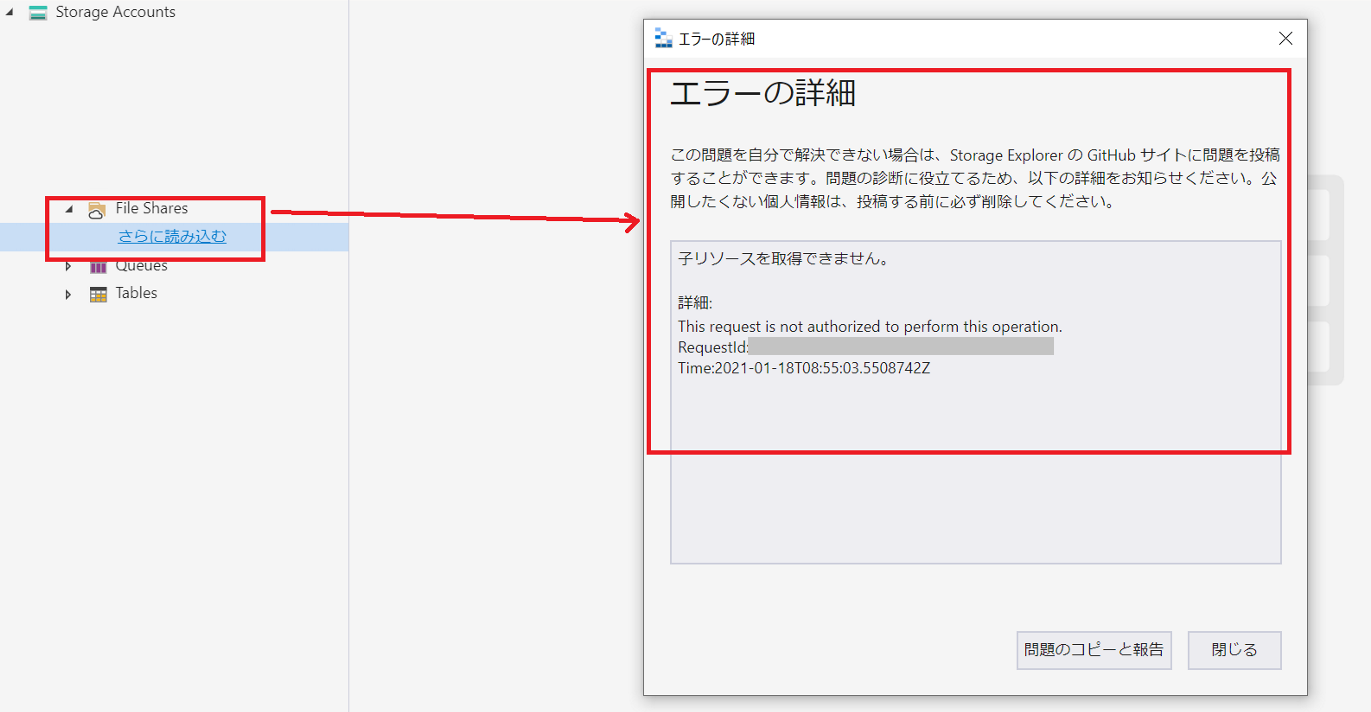 Storage Accounts
File Shares
さらに読み込む
Queues
Tables
エラーの詳細
エラーの詳細
この問題を自分で解決できない場合は、Storage Explorer の GitHub サイトに問題を投稿
することができます。問題の診断に役立てるため、以下の詳細をお知らせください。公
開したくない個人情報は、投稿する前に必ず削除してください。
子リソースを取得できません。
詳細:
This request is not authorized to perform this operation.
RequestId:
Time:2021-01-18T08:55:03.5508742Z
問題のコピーと報告
閉じる